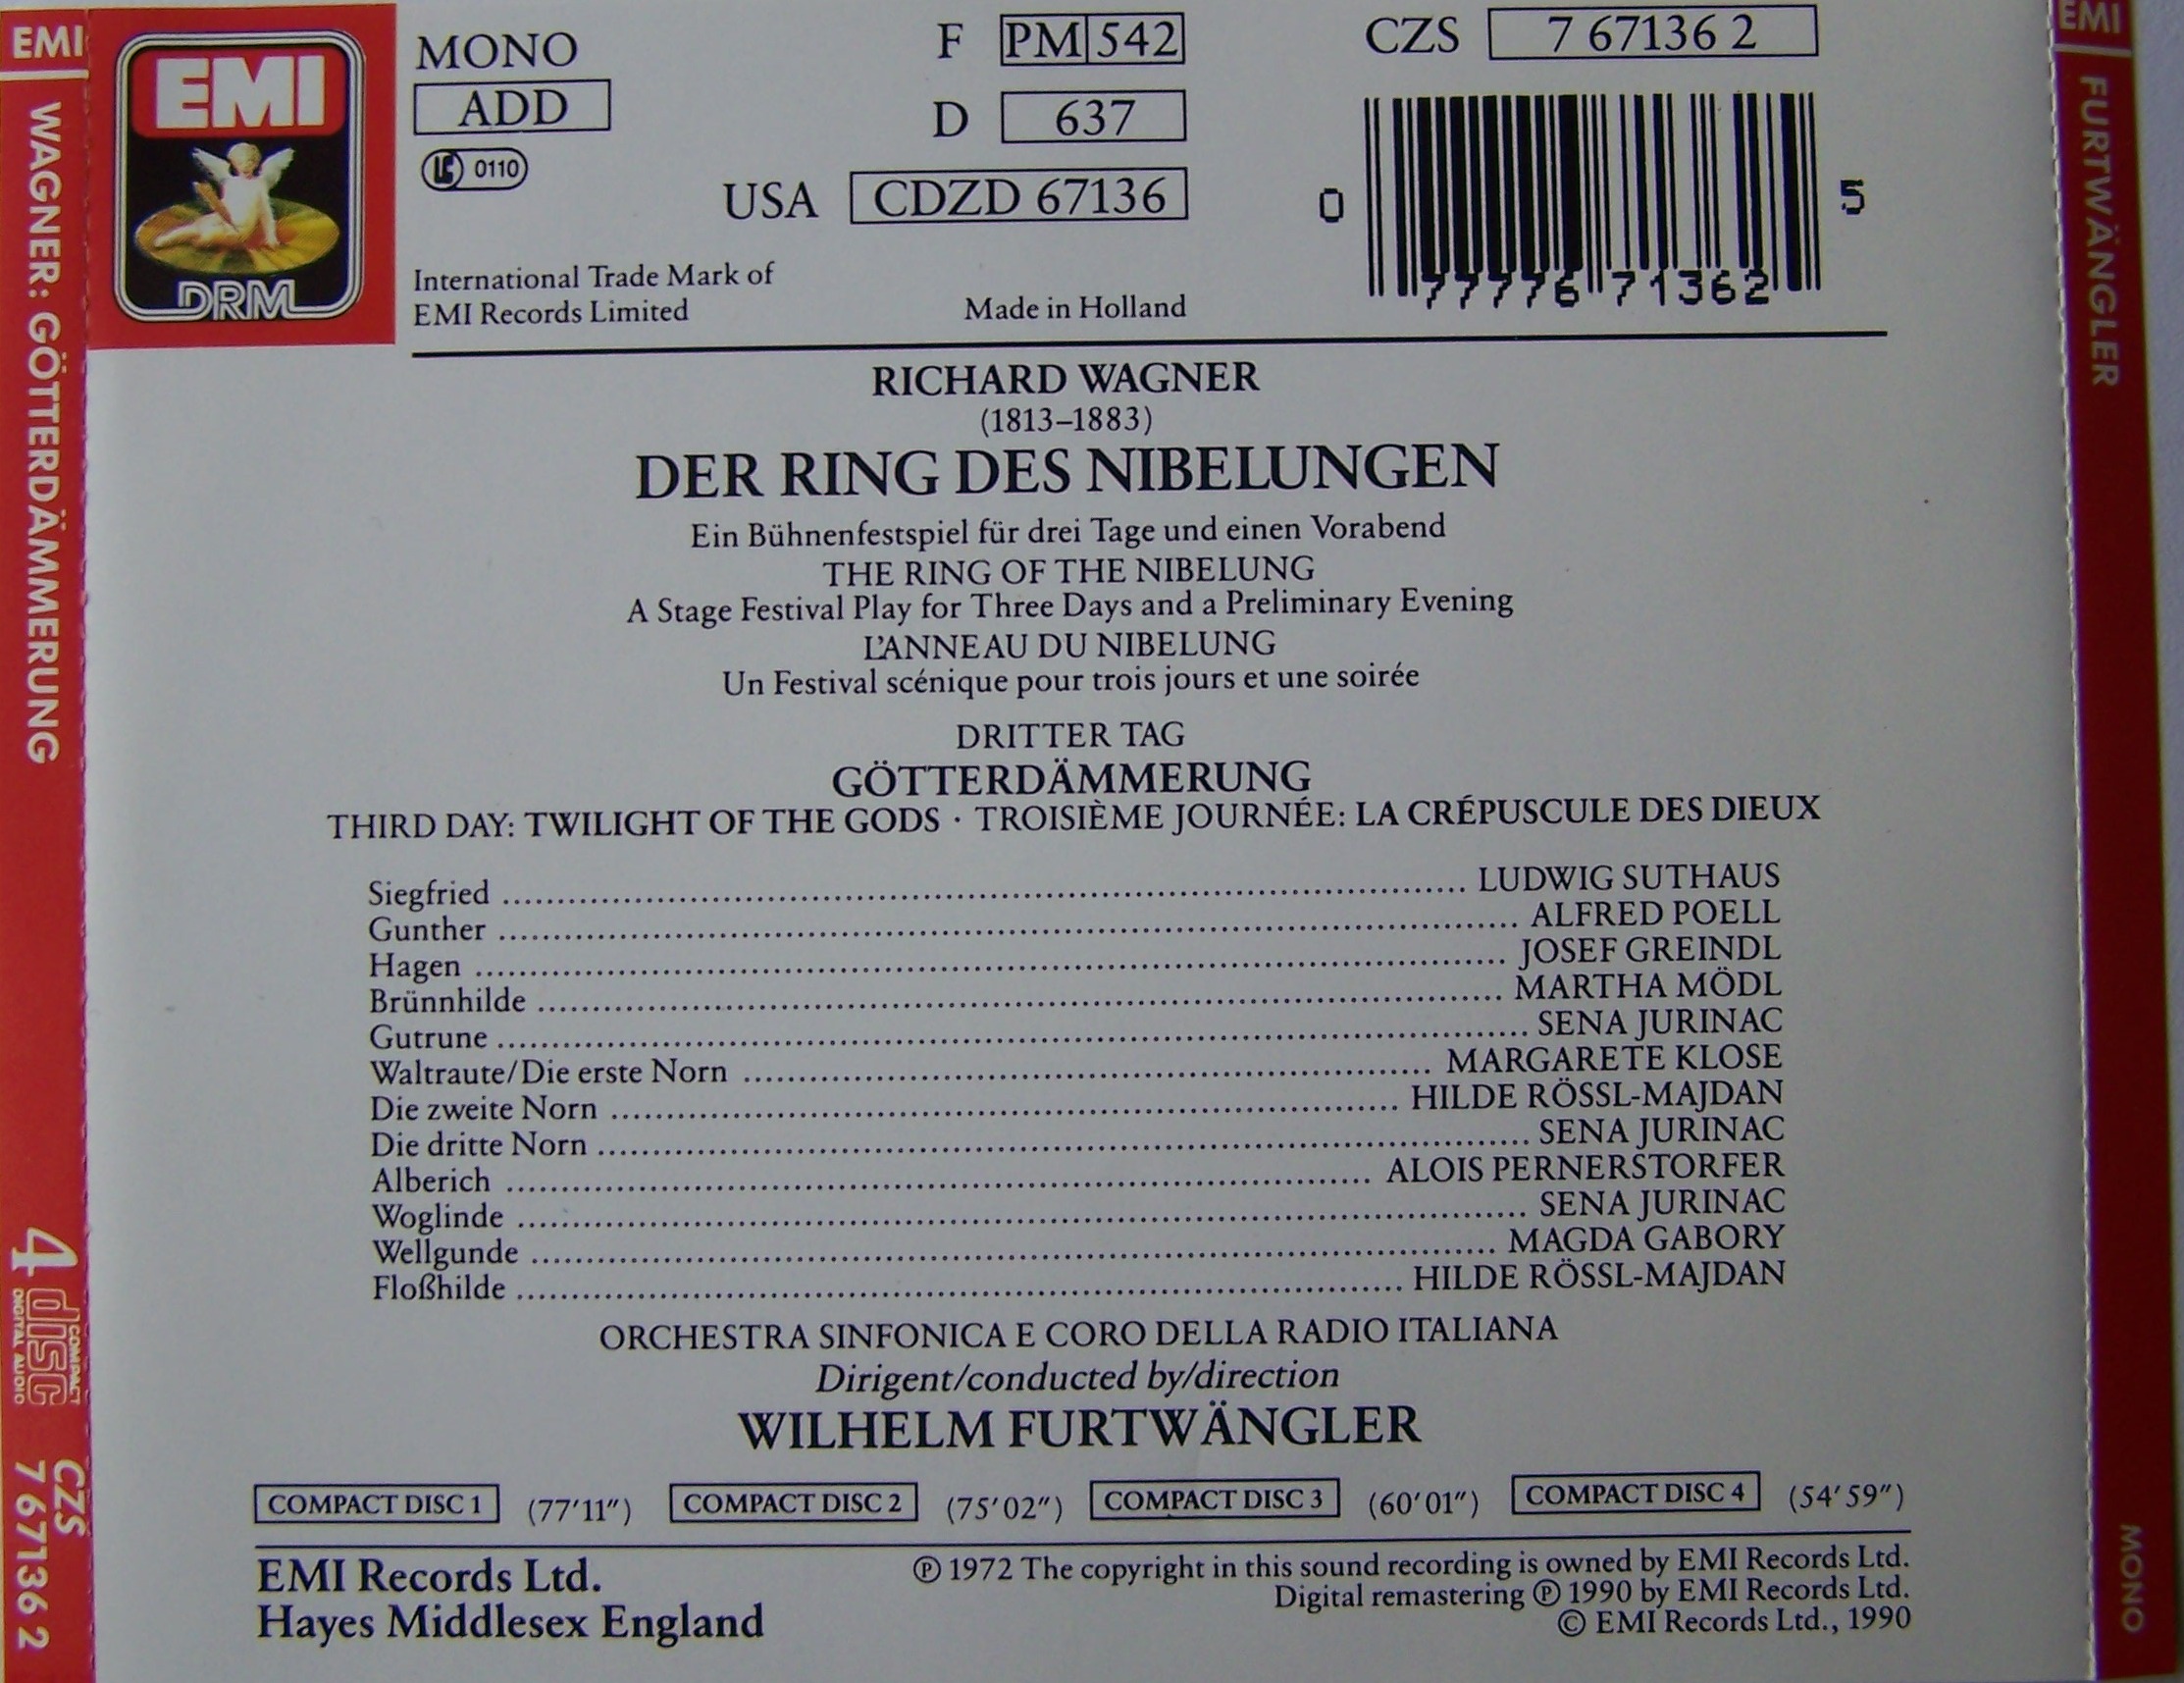 EMI
WAGNER: GÖTTERDÄMMERUNG
4 COMPACT disc DIGITAL AUDIO
CZS
7 67136 2
EMI
DRM
MONO
ADD
LC 0110
International Trade Mark of
EMI Records Limited
F PM 542
D 637
USA CDZD 67136
Made in Holland
CZS 7 67136 2
0 77776 71362 5
RICHARD WAGNER
(1813–1883)
DER RING DES NIBELUNGEN
Ein Bühnenfestspiel für drei Tage und einen Vorabend
THE RING OF THE NIBELUNG
A Stage Festival Play for Three Days and a Preliminary Evening
L'ANNEAU DU NIBELUNG
Un Festival scénique pour trois jours et une soirée
DRITTER TAG
GÖTTERDÄMMERUNG
THIRD DAY: TWILIGHT OF THE GODS · TROISIÈME JOURNÉE: LA CRÉPUSCULE DES DIEUX
Siegfried ........ LUDWIG SUTHAUS
Gunther ........ ALFRED POELL
Hagen ........ JOSEF GREINDL
Brünnhilde ........ MARTHA MÖDL
Gutrune ........ SENA JURINAC
Waltraute/Die erste Norn ........ MARGARETE KLOSE
Die zweite Norn ........ HILDE RÖSSL-MAJDAN
Die dritte Norn ........ SENA JURINAC
Alberich ........ ALOIS PERNERSTORFER
Woglinde ........ SENA JURINAC
Wellgunde ........ MAGDA GABORY
Floßhilde ........ HILDE RÖSSL-MAJDAN
ORCHESTRA SINFONICA E CORO DELLA RADIO ITALIANA
Dirigent/conducted by/direction
WILHELM FURTWÄNGLER
COMPACT DISC 1 (77'11") COMPACT DISC 2 (75'02") COMPACT DISC 3 (60'01") COMPACT DISC 4 (54'59")
EMI Records Ltd.
Hayes Middlesex England
℗ 1972 The copyright in this sound recording is owned by EMI Records Ltd.
Digital remastering ℗ 1990 by EMI Records Ltd.
© EMI Records Ltd., 1990
EMI
FURTWÄNGLER
MONO